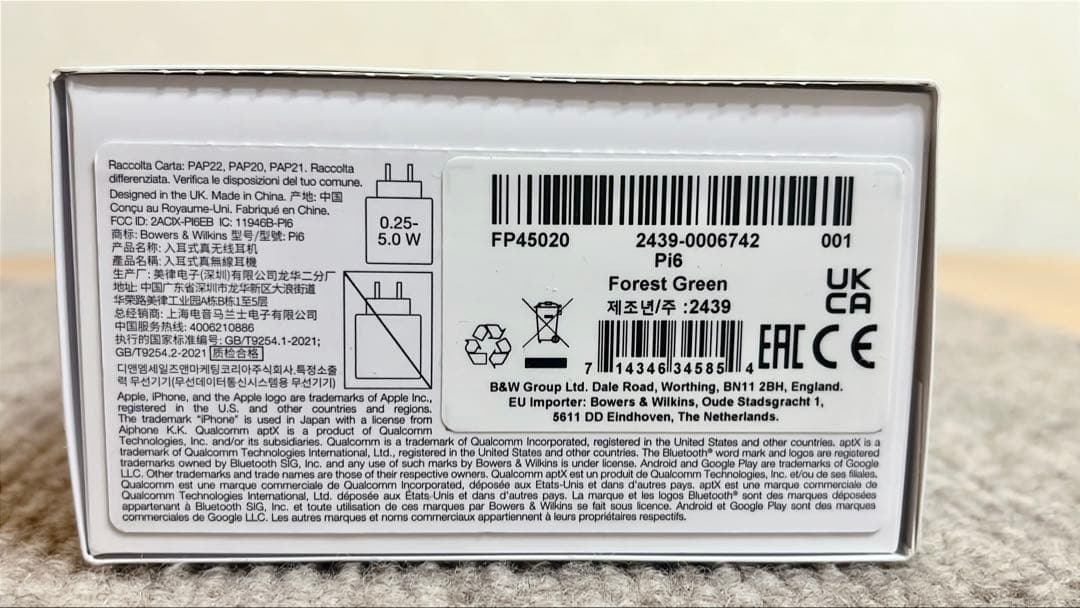 Raccolta Carta: PAP22, PAP20, PAP21. Raccolta
differenziata. Verifica le disposizioni del tuo comune.
Designed in the UK. Made in China. 产地: 中国
Conçu au Royaume-Uni. Fabriqué en Chine.
FCC ID: 2ACIX-PI6EB IC: 11946B-PI6
商标: Bowers & Wilkins 型号/型號: Pi6
产品名称: 入耳式真无线耳机
產品名稱: 入耳式真無線耳機
生产厂: 美律电子(深圳)有限公司龙华二分厂
地址: 中国广东省深圳市龙华区大浪街道
华荣路美律工业园A栋B栋1至5层
总经销商: 上海电音马兰士电子有限公司
中国服务热线: 4006210886
执行的国家标准编号: GB/T9254.1-2021;
GB/T9254.2-2021 质检合格
디앤엠세일즈앤마케팅코리아주식회사.특정소출
력 무선기기(무선데이터통신시스템용 무선기기)
Apple, iPhone, and the Apple logo are trademarks of Apple Inc.,
registered in the U.S. and other countries and regions.
The trademark "iPhone" is used in Japan with a license from
Aiphone K.K. Qualcomm aptX is a product of Qualcomm
Technologies, Inc. and/or its subsidiaries. Qualcomm is a trademark of Qualcomm Incorporated, registered in the United States and other countries. aptX is a
trademark of Qualcomm Technologies International, Ltd., registered in the United States and other countries. The Bluetooth® word mark and logos are registered
trademarks owned by Bluetooth SIG, Inc. and any use of such marks by Bowers & Wilkins is under license. Android and Google Play are trademarks of Google
LLC. Other trademarks and trade names are those of their respective owners. Qualcomm aptX est un produit de Qualcomm Technologies, Inc. et/ou de ses filiales.
Qualcomm est une marque commerciale de Qualcomm Incorporated, déposée aux États-Unis et dans d'autres pays. aptX est une marque commerciale de
Qualcomm Technologies International, Ltd. déposée aux États-Unis et dans d'autres pays. La marque et les logos Bluetooth® sont des marques déposées
appartenant à Bluetooth SIG, Inc. et toute utilisation de ces marques par Bowers & Wilkins se fait sous licence. Android et Google Play sont des marques
commerciales de Google LLC. Les autres marques et noms commerciaux appartiennent à leurs propriétaires respectifs.
0.25-
5.0 W
FP45020 2439-0006742 001
Pi6
Forest Green
제조년/주 :2439
UK
CA
EAC CE
7 14346 34585 4
B&W Group Ltd. Dale Road, Worthing, BN11 2BH, England.
EU Importer: Bowers & Wilkins, Oude Stadsgracht 1,
5611 DD Eindhoven, The Netherlands.